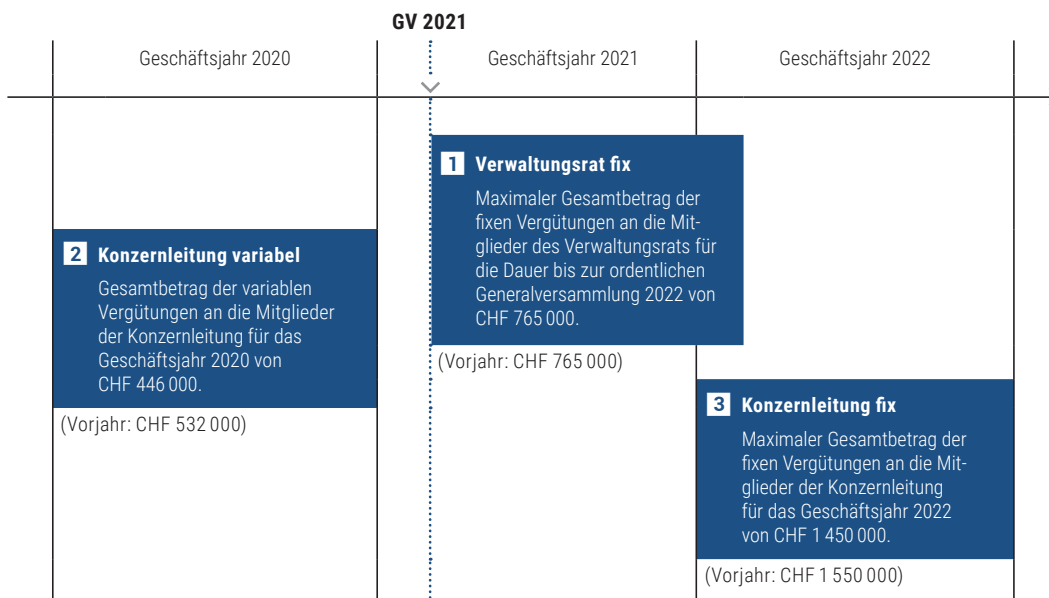 GV 2021
Geschäftsjahr 2020
Geschäftsjahr 2021
Geschäftsjahr 2022
1 Verwaltungsrat fix
Maximaler Gesamtbetrag der
fixen Vergütungen an die Mit-
glieder des Verwaltungsrats für
die Dauer bis zur ordentlichen
Generalversammlung 2022 von
CHF 765 000.
(Vorjahr: CHF 765 000)
2 Konzernleitung variabel
Gesamtbetrag der variablen
Vergütungen an die Mitglieder
der Konzernleitung für das
Geschäftsjahr 2020 von
CHF 446 000.
(Vorjahr: CHF 532 000)
3 Konzernleitung fix
Maximaler Gesamtbetrag der
fixen Vergütungen an die Mit-
glieder der Konzernleitung
für das Geschäftsjahr 2022
von CHF 1 450 000.
(Vorjahr: CHF 1 550 000)